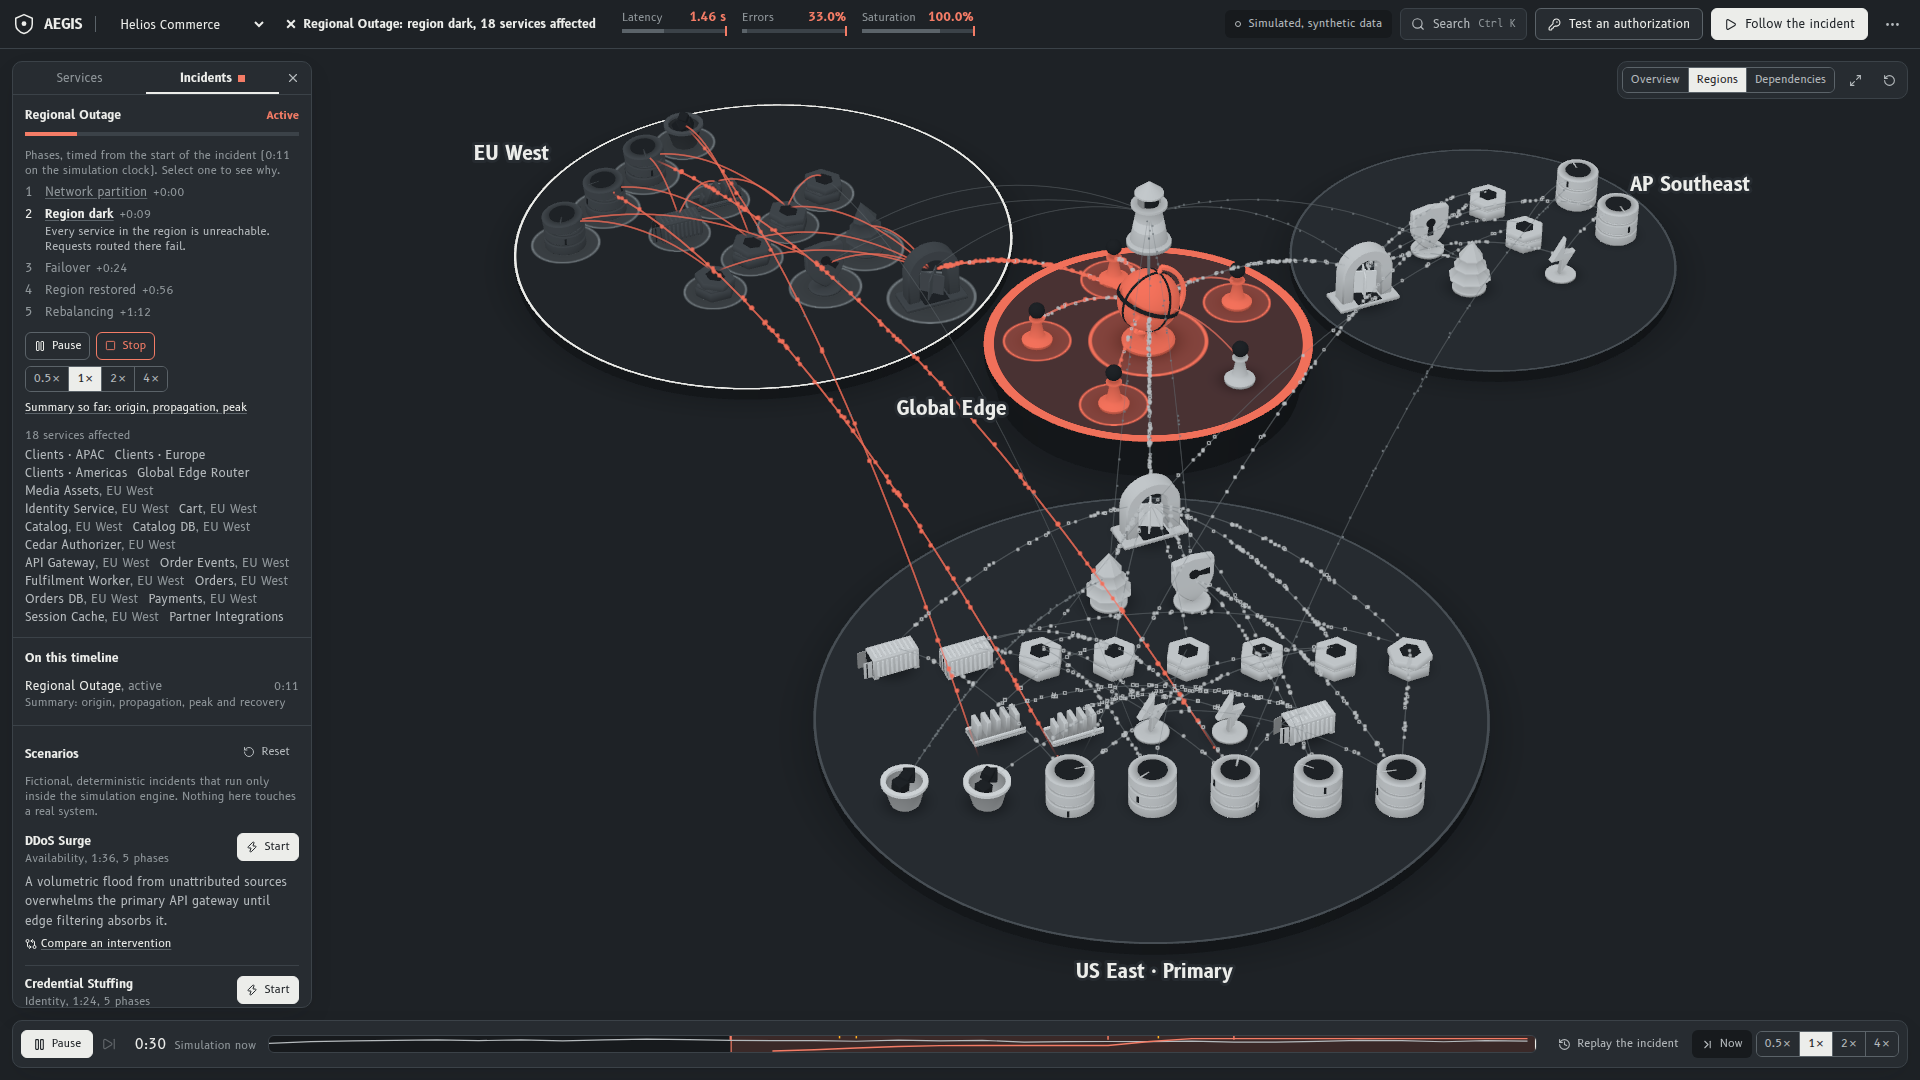 AEGIS
Helios Commerce
Regional Outage: region dark, 18 services affected
Latency 1.46 s
Errors 33.0%
Saturation 100.0%
Simulated, synthetic data
Search Ctrl K
Test an authorization
Follow the incident
Services
Incidents
Regional Outage Active
Phases, timed from the start of the incident (0:11
on the simulation clock). Select one to see why.
1 Network partition +0:00
2 Region dark +0:09
Every service in the region is unreachable.
Requests routed there fail.
3 Failover +0:24
4 Region restored +0:56
5 Rebalancing +1:12
Pause
Stop
0.5× 1× 2× 4×
Summary so far: origin, propagation, peak
18 services affected
Clients · APAC Clients · Europe
Clients · Americas Global Edge Router
Media Assets, EU West
Identity Service, EU West Cart, EU West
Catalog, EU West Catalog DB, EU West
Cedar Authorizer, EU West
API Gateway, EU West Order Events, EU West
Fulfilment Worker, EU West Orders, EU West
Orders DB, EU West Payments, EU West
Session Cache, EU West Partner Integrations
On this timeline
Regional Outage, active 0:11
Summary: origin, propagation, peak and recovery
Scenarios
Reset
Fictional, deterministic incidents that run only
inside the simulation engine. Nothing here touches
a real system.
DDoS Surge
Availability, 1:36, 5 phases
Start
A volumetric flood from unattributed sources
overwhelms the primary API gateway until
edge filtering absorbs it.
Compare an intervention
Credential Stuffing
Identity, 1:24, 5 phases
Start
Overview Regions Dependencies
EU West
AP Southeast
Global Edge
US East · Primary
Pause
0:30 Simulation now
Replay the incident
Now
0.5× 1× 2× 4×